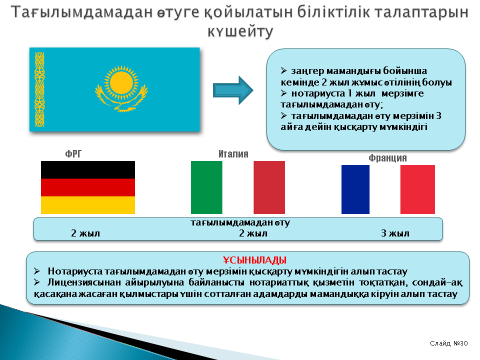 Тағылымдамадан өтуге қойылатын біліктілік талаптарын
күшейту
➢ заңгер мамандығы бойынша
кемінде 2 жыл жұмыс өтілінің болуы
➢ нотариуста 1 жыл мерзімге
тағылымдамадан өту;
➢ тағылымдамадан өту мерзімін 3
айға дейін қысқарту мүмкіндігі
ФРГ Италия Франция
тағылымдамадан өту
2 жыл 2 жыл 3 жыл
ҰСЫНЫЛАДЫ
➢ Нотариуста тағылымдамадан өту мерзімін қысқарту мүмкіндігін алып тастау
➢ Лицензиясынан айырылуына байланысты нотариаттық қызметін тоқтатқан, сондай-ақ
қасақана жасаған қылмыстары үшін сотталған адамдарды мамандыққа кіруін алып тастау
Слайд №30